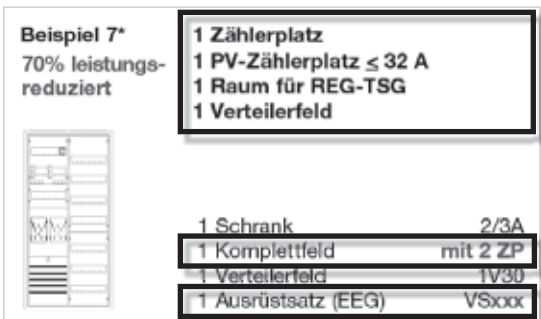 Beispiel 7*
70% leistungs-
reduziert
1 Zählerplatz
1 PV-Zählerplatz ≤ 32 A
1 Raum für REG-TSG
1 Verteilerfeld
1 Schrank 2/3A
1 Komplettfeld mit 2 ZP
1 Verteilerfeld 1V30
1 Ausrüstsatz (EEG) VSxxx